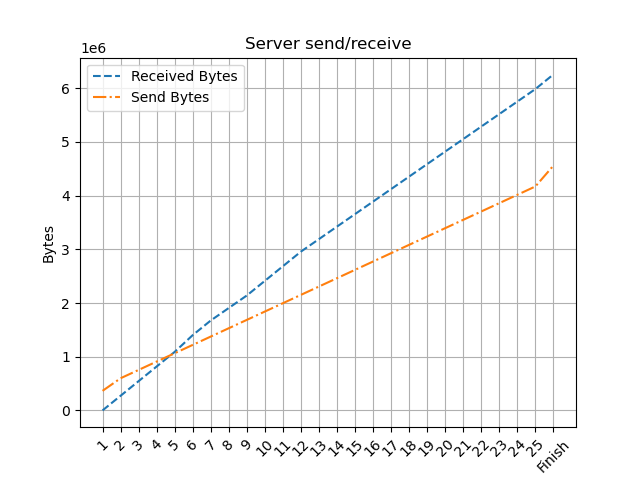 Server send/receive
1e6
Received Bytes
Send Bytes
Bytes
6
5
4
3
2
1
0
1 2 3 4 5 6 7 8 9 10 11 12 13 14 15 16 17 18 19 20 21 22 23 24 25 Finish